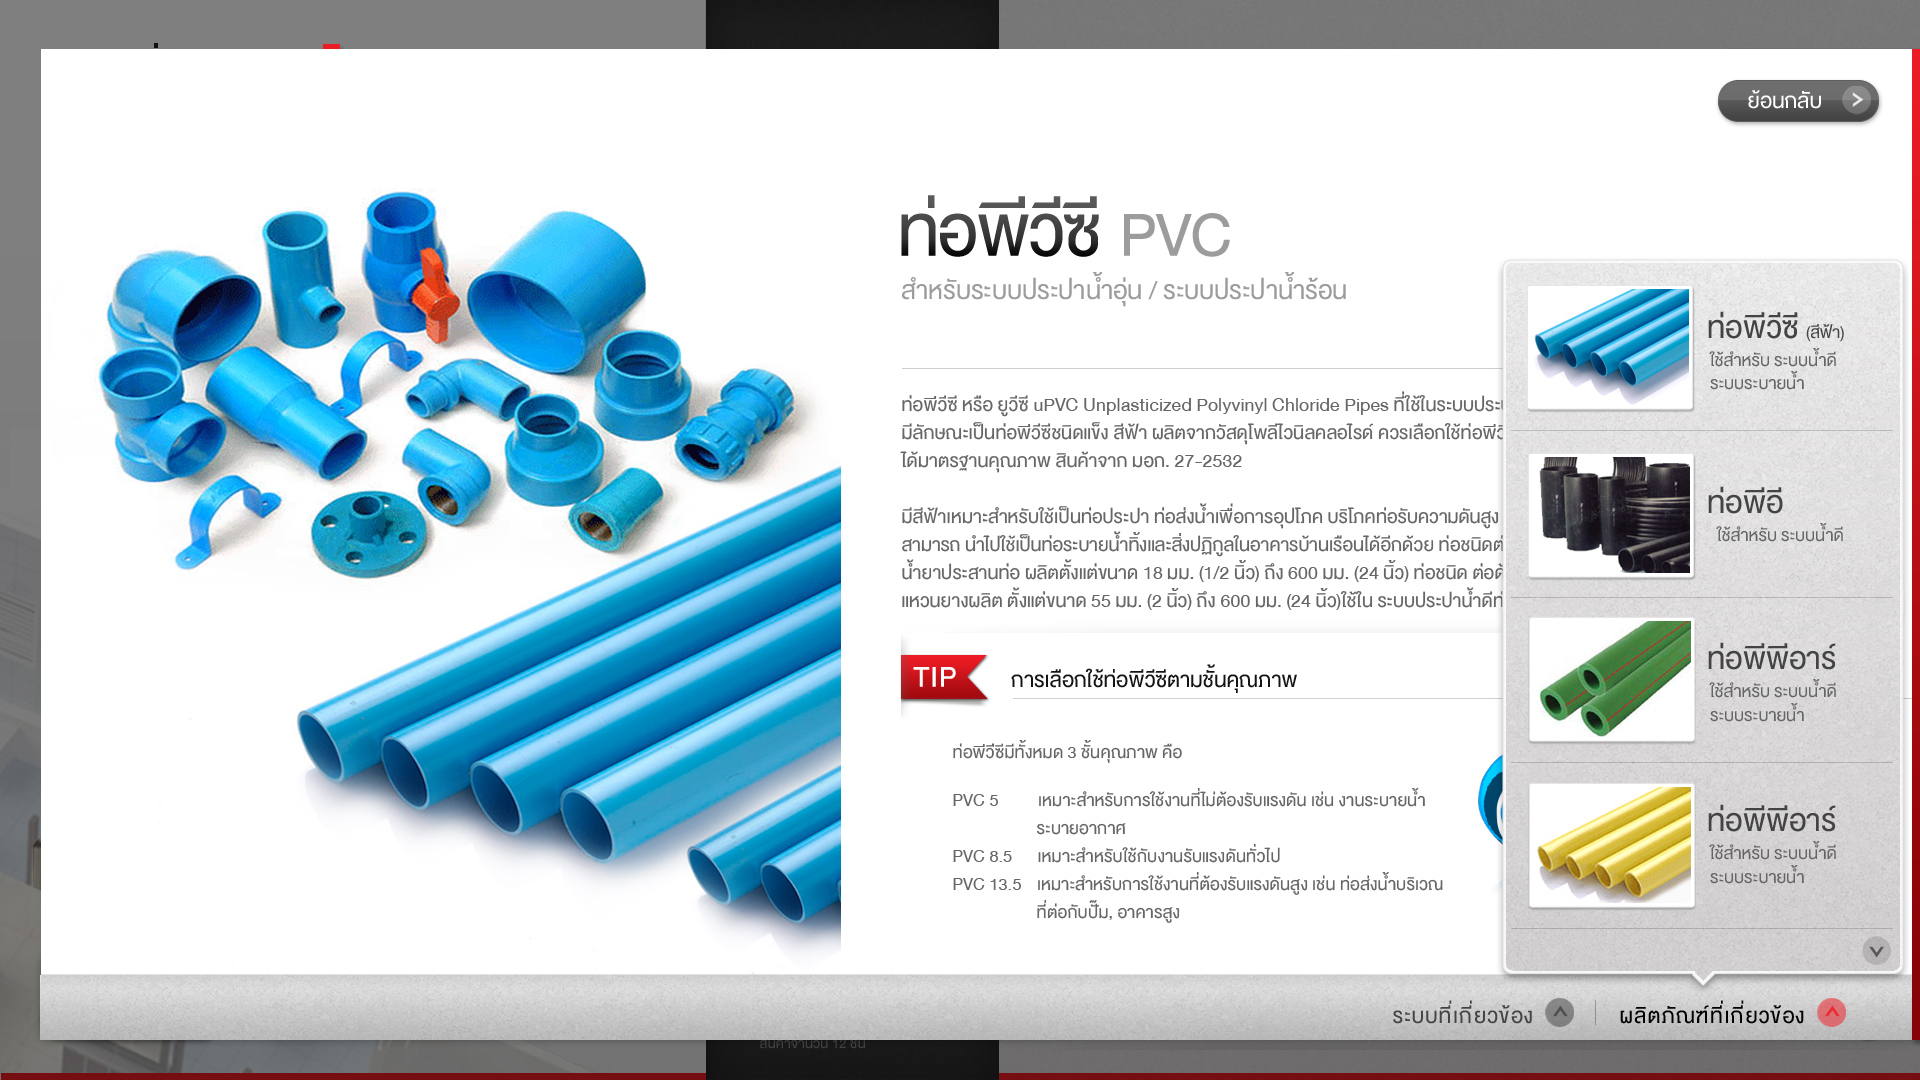 ย้อนกลับ
ท่อพีวีซี PVC
สำหรับระบบประปาน้ำอุ่น / ระบบประปาน้ำร้อน
ท่อพีวีซี หรือ ยูวีซี uPVC Unplasticized Polyvinyl Chloride Pipes ที่ใช้ในระบบ
มีลักษณะเป็นท่อพีวีซีชนิดแข็ง สีฟ้า ผลิตจากวัสดุโพลีไวนิลคลอไรด์ ควรเลือกใช้
ได้มาตรฐานคุณภาพ สินค้าจาก มอก. 27-2532
มีสีฟ้าเหมาะสำหรับใช้เป็นท่อประปา ท่อส่งน้ำเพื่อการอุปโภค บริโภคท่อรับความดันสูง
สามารถ นำไปใช้เป็นท่อระบายน้ำทิ้งและสิ่งปฏิกูลในอาคารบ้านเรือนได้อีกด้วย ท่อชนิด
น้ำยาประสานท่อ ผลิตตั้งแต่ขนาด 18 มม. (1/2 นิ้ว) ถึง 600 มม. (24 นิ้ว) ท่อชนิด
แหวนยางผลิต ตั้งแต่ขนาด 55 มม. (2 นิ้ว) ถึง 600 มม. (24 นิ้ว)ใช้ใน ระบบประปาน้ำดี
TIP การเลือกใช้ท่อพีวีซีตามชั้นคุณภาพ
ท่อพีวีซีมีทั้งหมด 3 ชั้นคุณภาพ คือ
PVC 5 เหมาะสำหรับการใช้งานที่ไม่ต้องรับแรงดัน เช่น งานระบายน้ำ
ระบายอากาศ
PVC 8.5 เหมาะสำหรับใช้กับงานรับแรงดันทั่วไป
PVC 13.5 เหมาะสำหรับการใช้งานที่ต้องรับแรงดันสูง เช่น ท่อส่งน้ำบริเวณ
ที่ต่อกับปั๊ม, อาคารสูง
ท่อพีวีซี (สีฟ้า)
ใช้สำหรับ ระบบน้ำดี
ระบบระบายน้ำ
ท่อพีอี
ใช้สำหรับ ระบบน้ำดี
ท่อพีพีอาร์
ใช้สำหรับ ระบบน้ำดี
ระบบระบายน้ำ
ท่อพีพีอาร์
ใช้สำหรับ ระบบน้ำดี
ระบบระบายน้ำ
ระบบที่เกี่ยวข้อง
ผลิตภัณฑ์ที่เกี่ยวข้อง
สินค้าจำนวน 12 ชิ้น